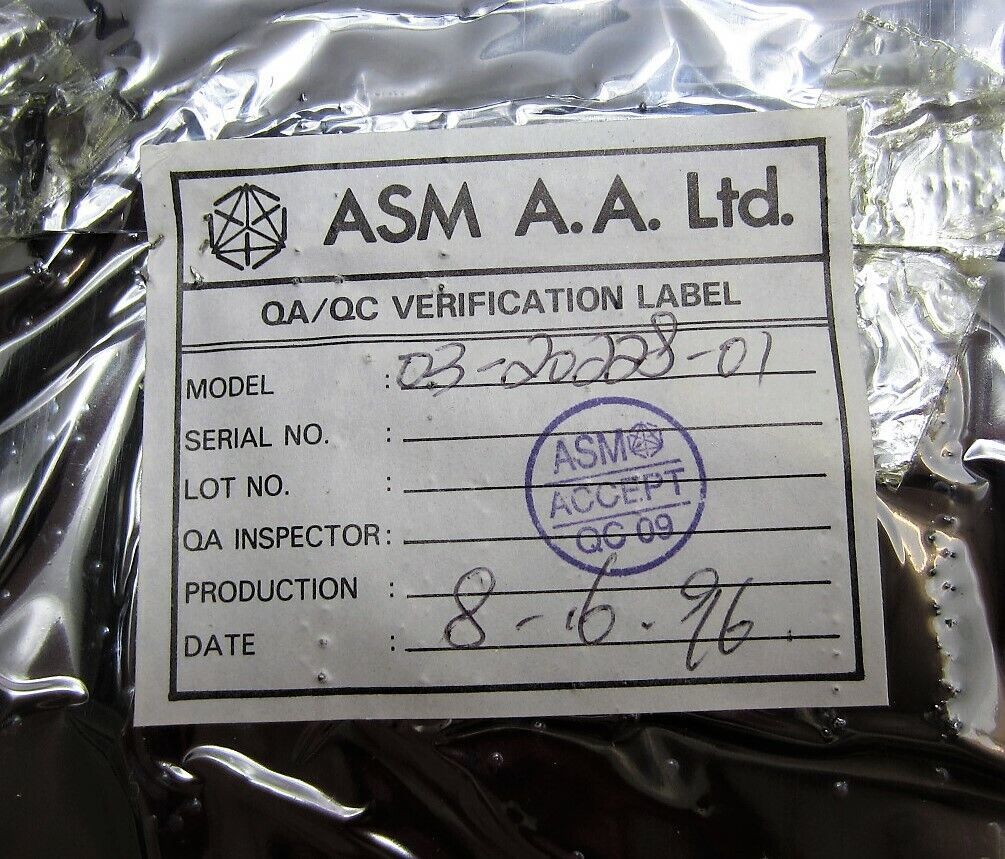 ASM A.A. Ltd.
QA/QC VERIFICATION LABEL
MODEL : 03-20228-01
SERIAL NO. :
LOT NO. :
QA INSPECTOR :
PRODUCTION :
DATE : 8-6.96.
ASM
ACCEPT
QC 09